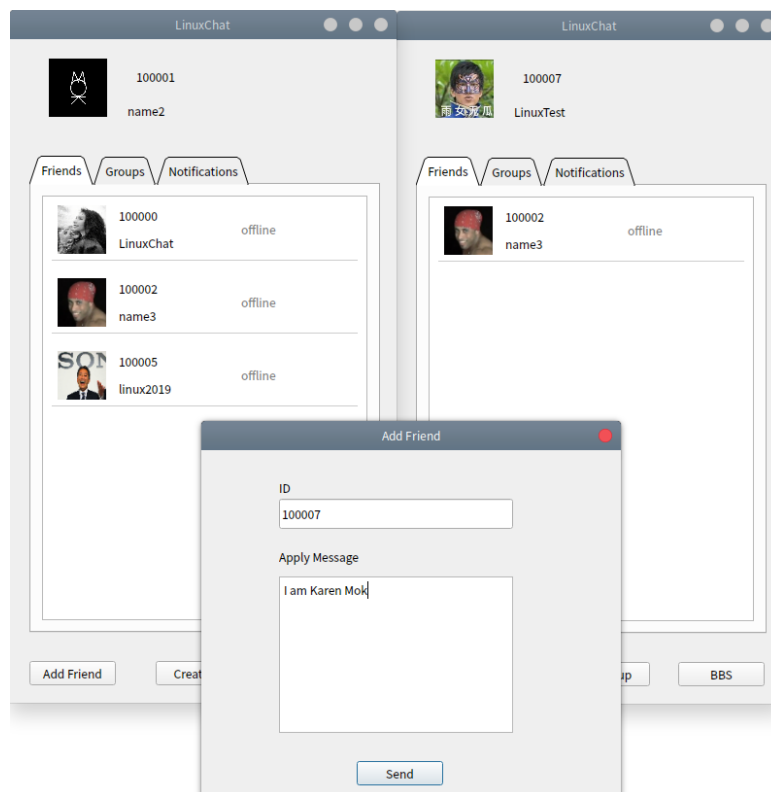 LinuxChat
100001
name2
Friends
Groups
Notifications
100000
LinuxChat
offline
100002
name3
offline
SON
100005
linux2019
offline
Add Friend
Creat
LinuxChat
100007
LinuxTest
雨女无瓜
Friends
Groups
Notifications
100002
name3
offline
up
BBS
Add Friend
ID
100007
Apply Message
I am Karen Mok
Send